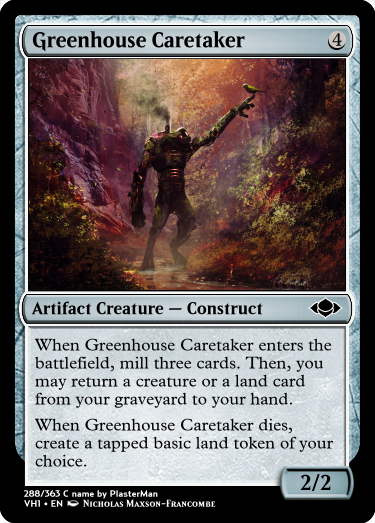 Greenhouse Caretaker 4
Artifact Creature — Construct
When Greenhouse Caretaker enters the
battlefield, mill three cards. Then, you
may return a creature or a land card
from your graveyard to your hand.
When Greenhouse Caretaker dies,
create a tapped basic land token of your
choice.
2/2
288/363 C name by PlasterMan
VH1 • EN Nicholas Maxson-Francombe